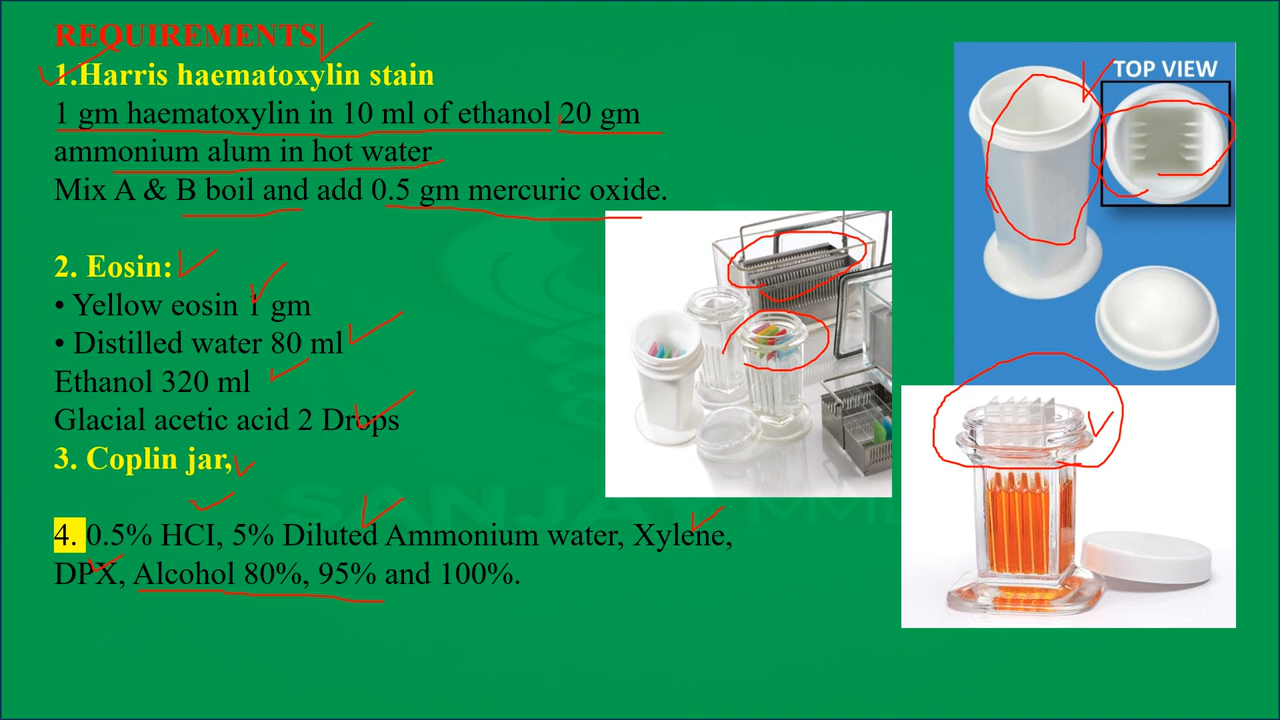 REQUIREMENTS
1.Harris haematoxylin stain
1 gm haematoxylin in 10 ml of ethanol 20 gm
ammonium alum in hot water
Mix A & B boil and add 0.5 gm mercuric oxide.
2. Eosin:
• Yellow eosin 1 gm
• Distilled water 80 ml
Ethanol 320 ml
Glacial acetic acid 2 Drops
3. Coplin jar,
4. 0.5% HCI, 5% Diluted Ammonium water, Xylene,
DPX, Alcohol 80%, 95% and 100%.
TOP VIEW